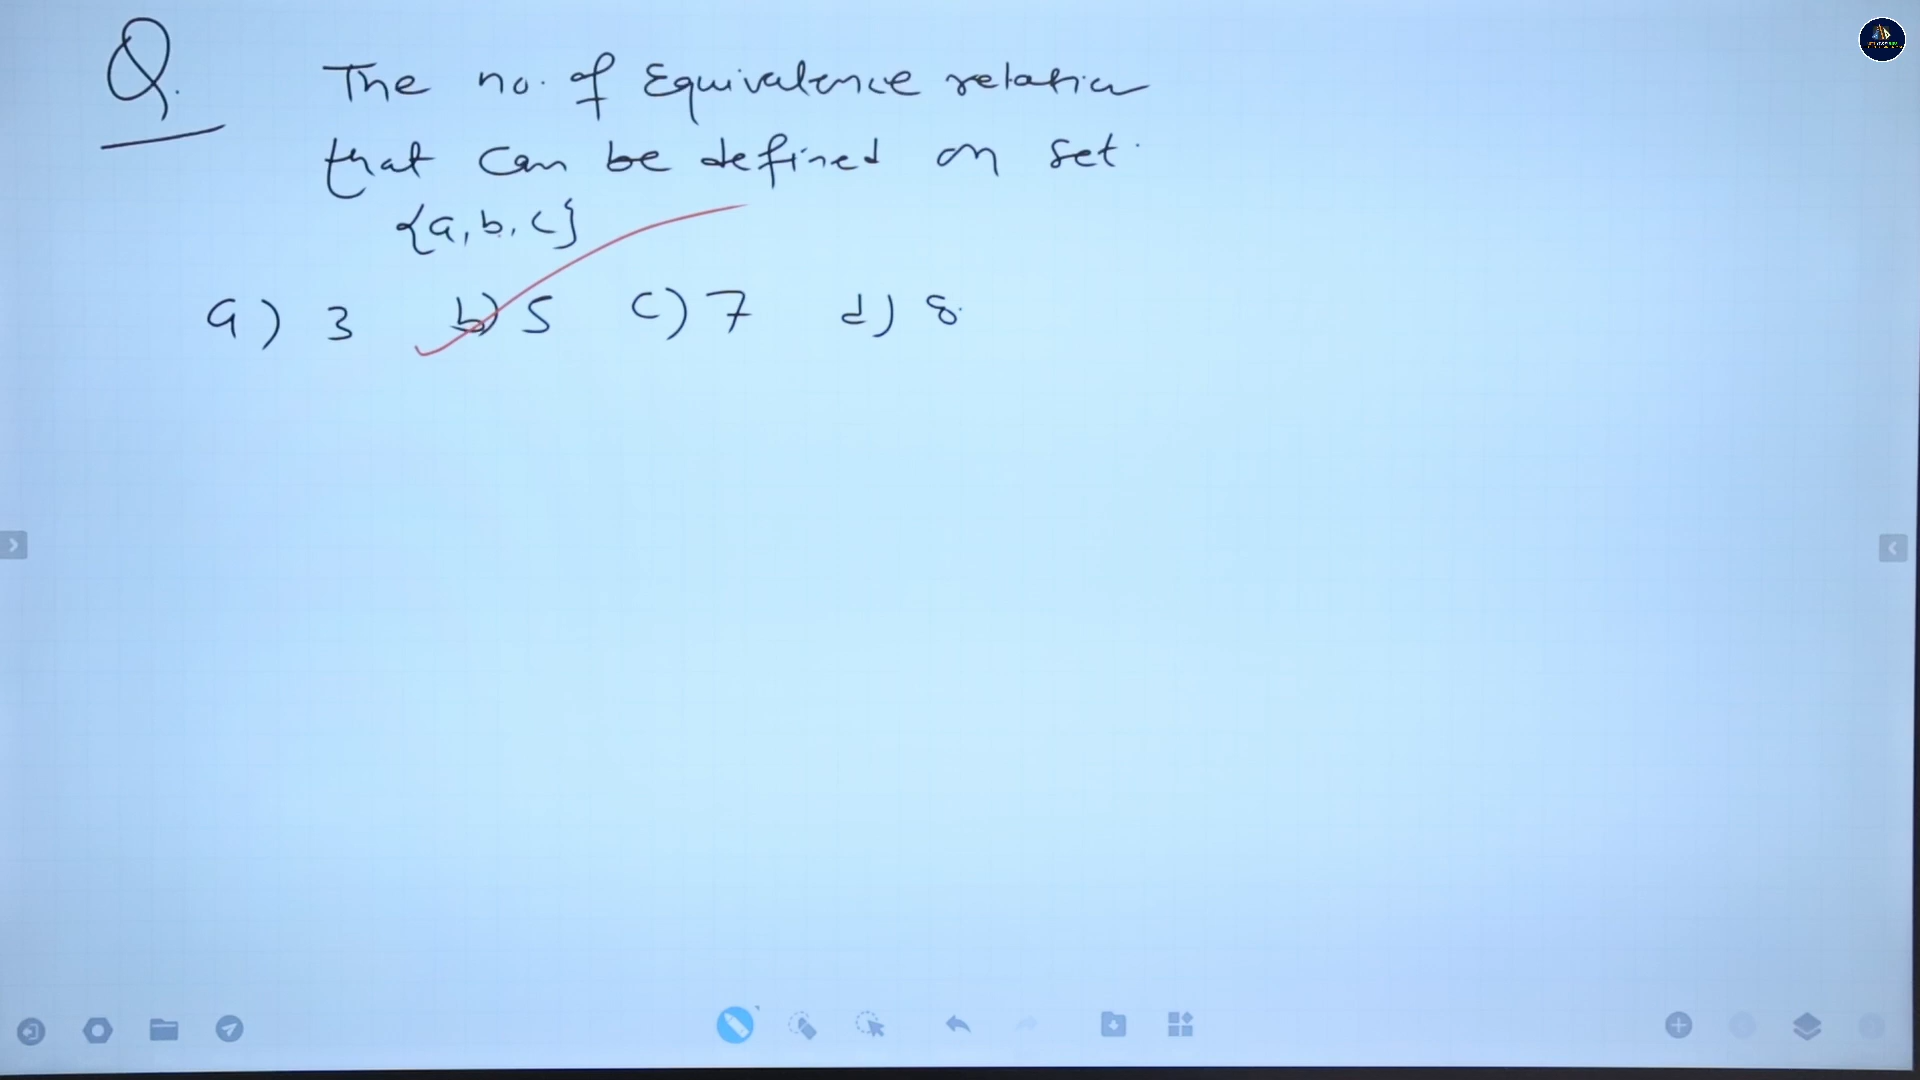 Q. The no. of Equivalence relation
that can be defined on set.
{a, b, c}
a) 3 b) 5 c) 7 d) 8.